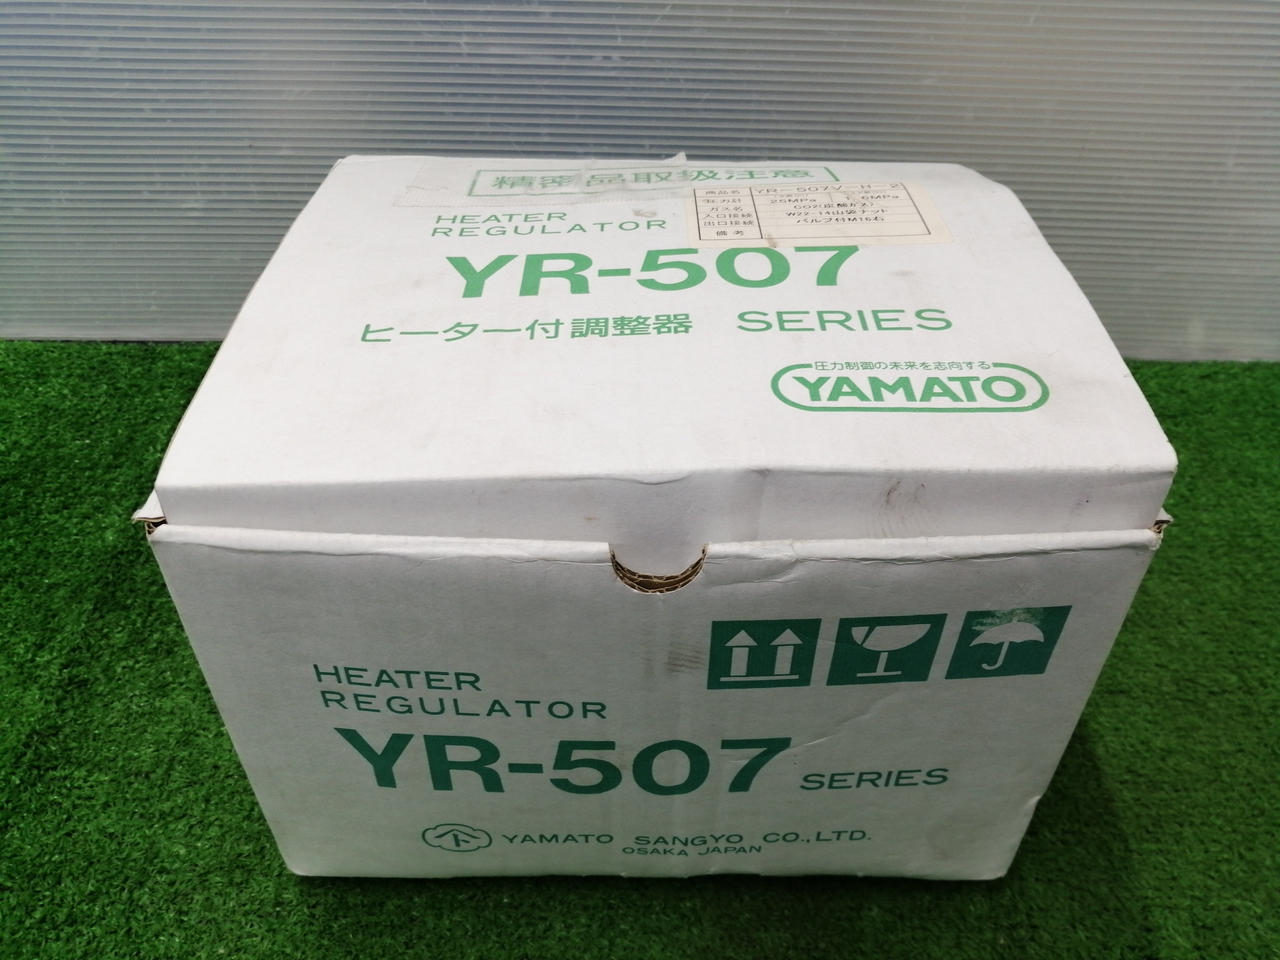 精密品取扱注意
商品名 YR-507V-H-2
圧力計 25MPa 1.6MPa
ガス名 CO2(炭酸ガス)
入口接続 W22-14山袋ナット
出口接続 バルブ付M16右
備考
HEATER
REGULATOR
YR-507
ヒーター付調整器 SERIES
圧力制御の未来を志向する
YAMATO
HEATER
REGULATOR
YR-507 SERIES
YAMATO SANGYO CO.,LTD.
OSAKA JAPAN